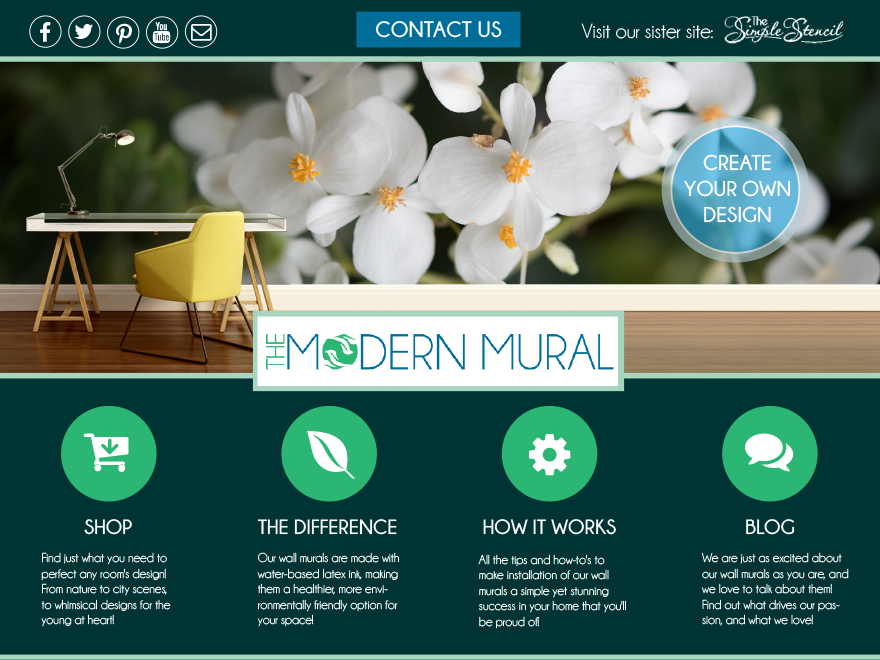 You Tube
CONTACT US
Visit our sister site:
The Simple Stencil
CREATE
YOUR OWN
DESIGN
THE MODERN MURAL
SHOP
Find just what you need to
perfect any room's design!
From nature to city scenes,
to whimsical designs for the
young at heart!
THE DIFFERENCE
Our wall murals are made with
water-based latex ink, making
them a healthier, more envi-
ronmentally friendly option for
your space!
HOW IT WORKS
All the tips and how-to's to
make installation of our wall
murals a simple yet stunning
success in your home that you'll
be proud of!
BLOG
We are just as excited about
our wall murals as you are, and
we love to talk about them!
Find out what drives our pas-
sion, and what we love!